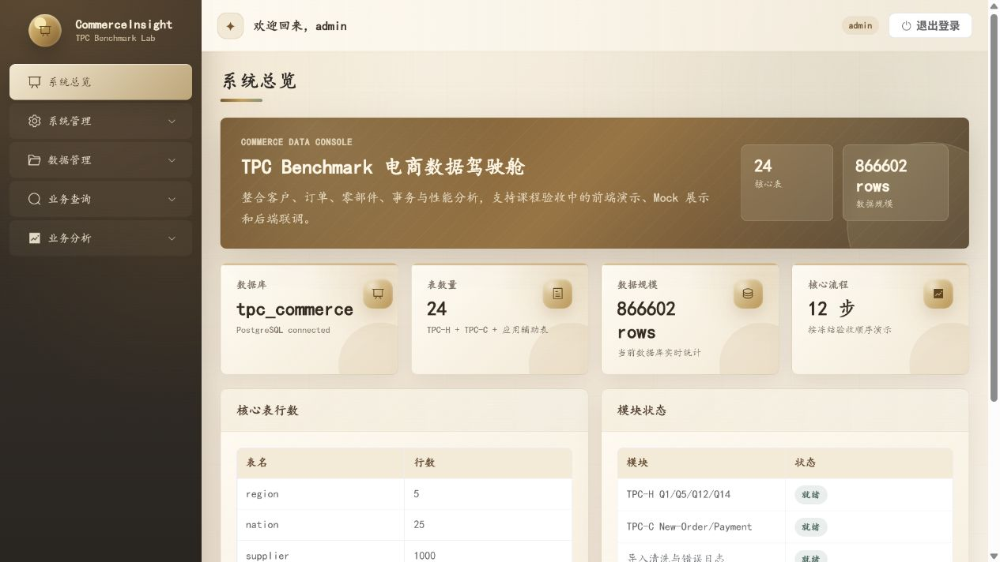 CommerceInsight
TPC Benchmark Lab
系统总览
系统管理
数据管理
业务查询
业务分析
欢迎回来，admin
admin
退出登录
系统总览
COMMERCE DATA CONSOLE
TPC Benchmark 电商数据驾驶舱
整合客户、订单、零部件、事务与性能分析，支持课程验收中的前端演示、Mock 展示
和后端联调。
24
核心表
866602
rows
数据规模
数据库
tpc_commerce
PostgreSQL connected
表数量
24
TPC-H + TPC-C + 应用辅助表
数据规模
866602
rows
当前数据库实时统计
核心流程
12 步
按冻结验收顺序演示
核心表行数
表名 行数
region 5
nation 25
supplier 1000
模块状态
模块 状态
TPC-H Q1/Q5/Q12/Q14 就绪
TPC-C New-Order/Payment 就绪
导入清洗与错误日志 就绪